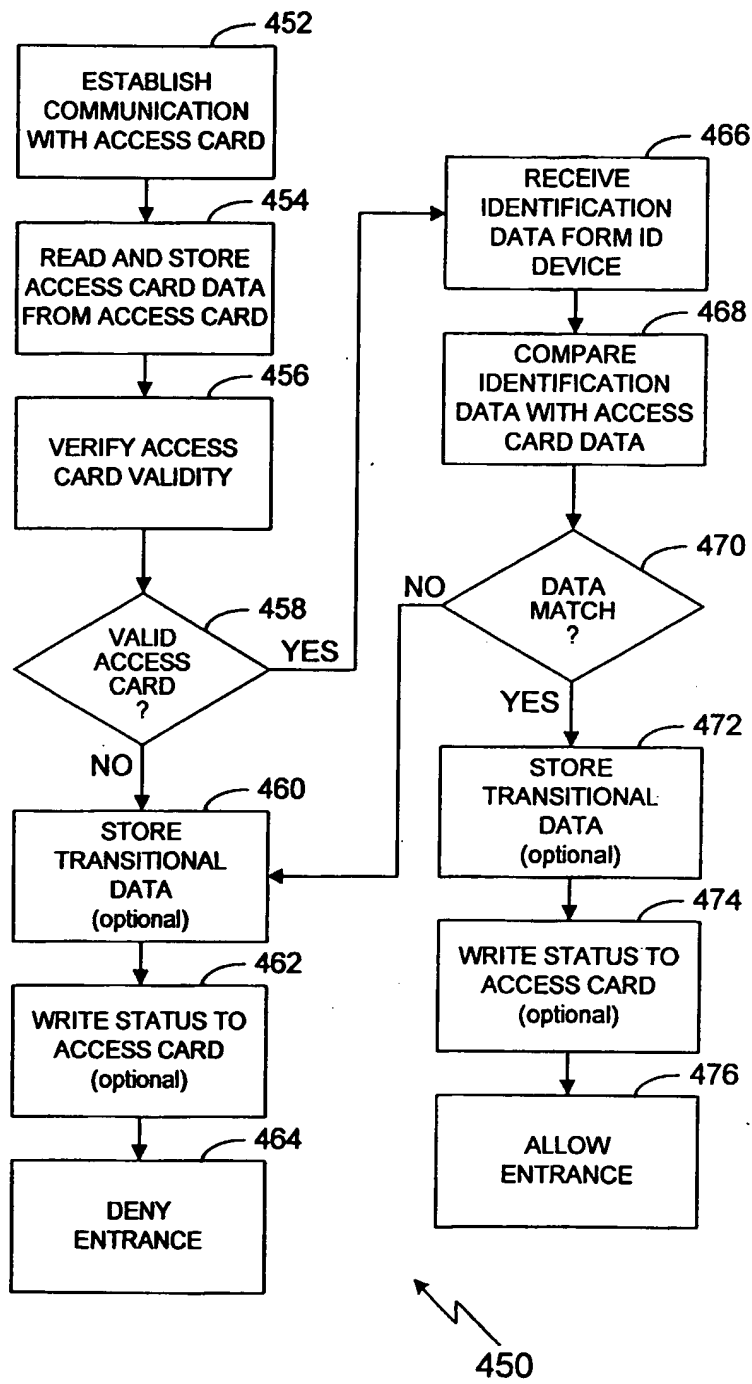 452
ESTABLISH
COMMUNICATION
WITH ACCESS CARD
454
READ AND STORE
ACCESS CARD DATA
FROM ACCESS CARD
456
VERIFY ACCESS
CARD VALIDITY
458
VALID
ACCESS
CARD
?
YES
NO
460
STORE
TRANSITIONAL
DATA
(optional)
462
WRITE STATUS TO
ACCESS CARD
(optional)
464
DENY
ENTRANCE
466
RECEIVE
IDENTIFICATION
DATA FORM ID
DEVICE
468
COMPARE
IDENTIFICATION
DATA WITH ACCESS
CARD DATA
470
DATA
MATCH
?
NO
YES
472
STORE
TRANSITIONAL
DATA
(optional)
474
WRITE STATUS TO
ACCESS CARD
(optional)
476
ALLOW
ENTRANCE
450